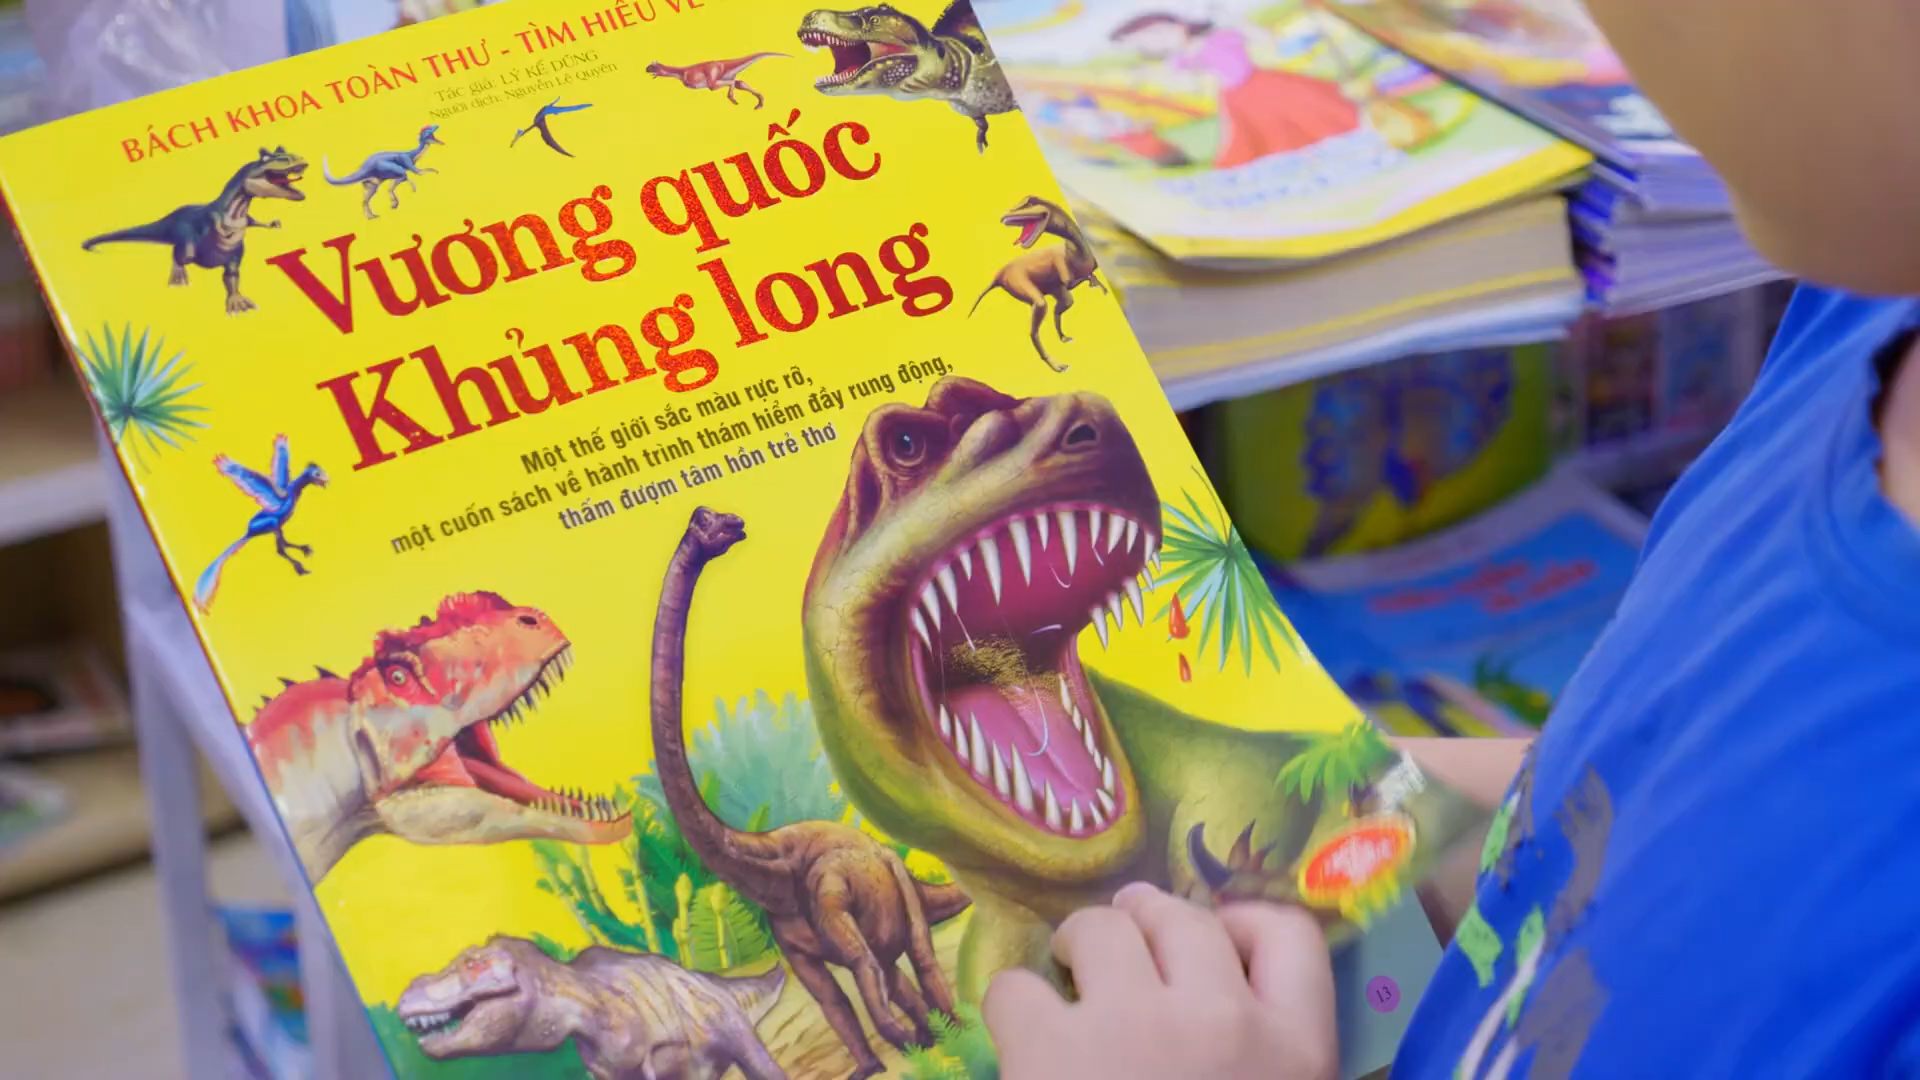 BÁCH KHOA TOÀN THƯ - TÌM HIỂU VỀ
Tác giả: LÝ KẾ DŨNG
Người dịch: Nguyễn Lê Quyên
Vương quốc
Khủng long
Một thế giới sắc màu rực rỡ,
một cuốn sách về hành trình thám hiểm đầy rung động,
thấm đượm tâm hồn trẻ thơ
13